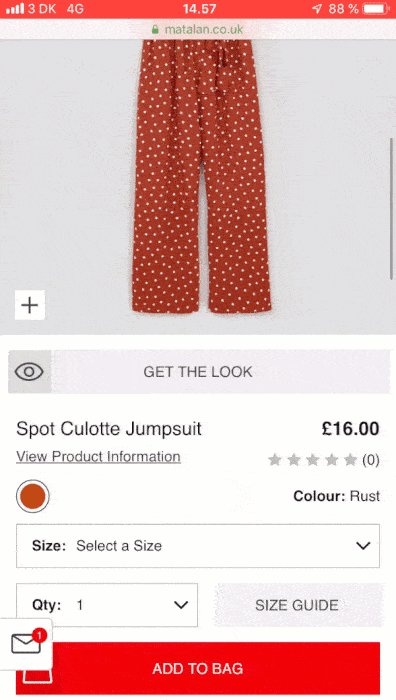 3 DK 4G 14.57 88 %
matalan.co.uk
GET THE LOOK
Spot Culotte Jumpsuit £16.00
View Product Information (0)
Colour: Rust
Size: Select a Size
Qty: 1 SIZE GUIDE
1
ADD TO BAG